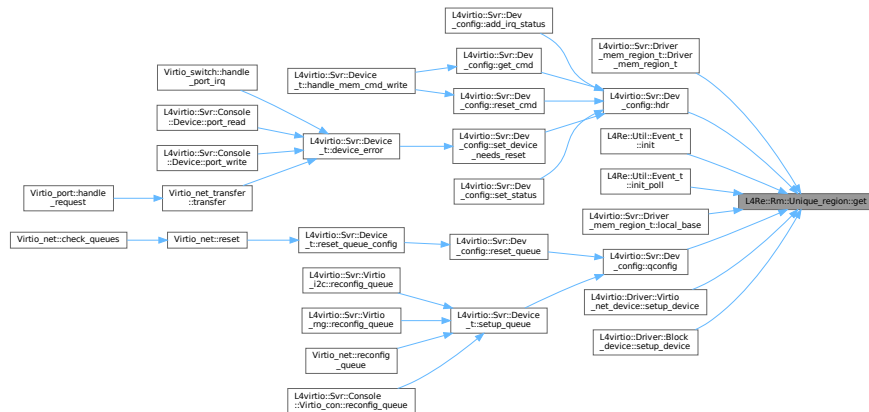 L4virtio::Svr::Dev
_config::add_irq_status
L4virtio::Svr::Driver
_mem_region_t::Driver
_mem_region_t
L4virtio::Svr::Dev
_config::get_cmd
Virtio_switch::handle
_port_irq
L4virtio::Svr::Device
_t::handle_mem_cmd_write
L4virtio::Svr::Dev
_config::reset_cmd
L4virtio::Svr::Dev
_config::hdr
L4virtio::Svr::Console
::Device::port_read
L4virtio::Svr::Device
_t::device_error
L4virtio::Svr::Dev
_config::set_device
_needs_reset
L4Re::Util::Event_t
::init
L4virtio::Svr::Console
::Device::port_write
L4Re::Util::Event_t
::init_poll
L4virtio::Svr::Dev
_config::set_status
Virtio_port::handle
_request
Virtio_net_transfer
::transfer
L4Re::Rm::Unique_region::get
L4virtio::Svr::Driver
_mem_region_t::local_base
Virtio_net::check_queues
Virtio_net::reset
L4virtio::Svr::Device
_t::reset_queue_config
L4virtio::Svr::Dev
_config::reset_queue
L4virtio::Svr::Dev
_config::qconfig
L4virtio::Svr::Virtio
_i2c::reconfig_queue
L4virtio::Driver::Virtio
_net_device::setup_device
L4virtio::Svr::Virtio
_rng::reconfig_queue
L4virtio::Svr::Device
_t::setup_queue
L4virtio::Driver::Block
_device::setup_device
Virtio_net::reconfig
_queue
L4virtio::Svr::Console
::Virtio_con::reconfig_queue